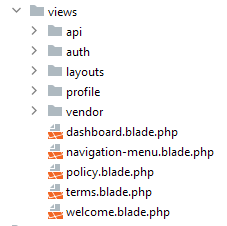 views
api
auth
layouts
profile
vendor
dashboard.blade.php
navigation-menu.blade.php
policy.blade.php
terms.blade.php
welcome.blade.php